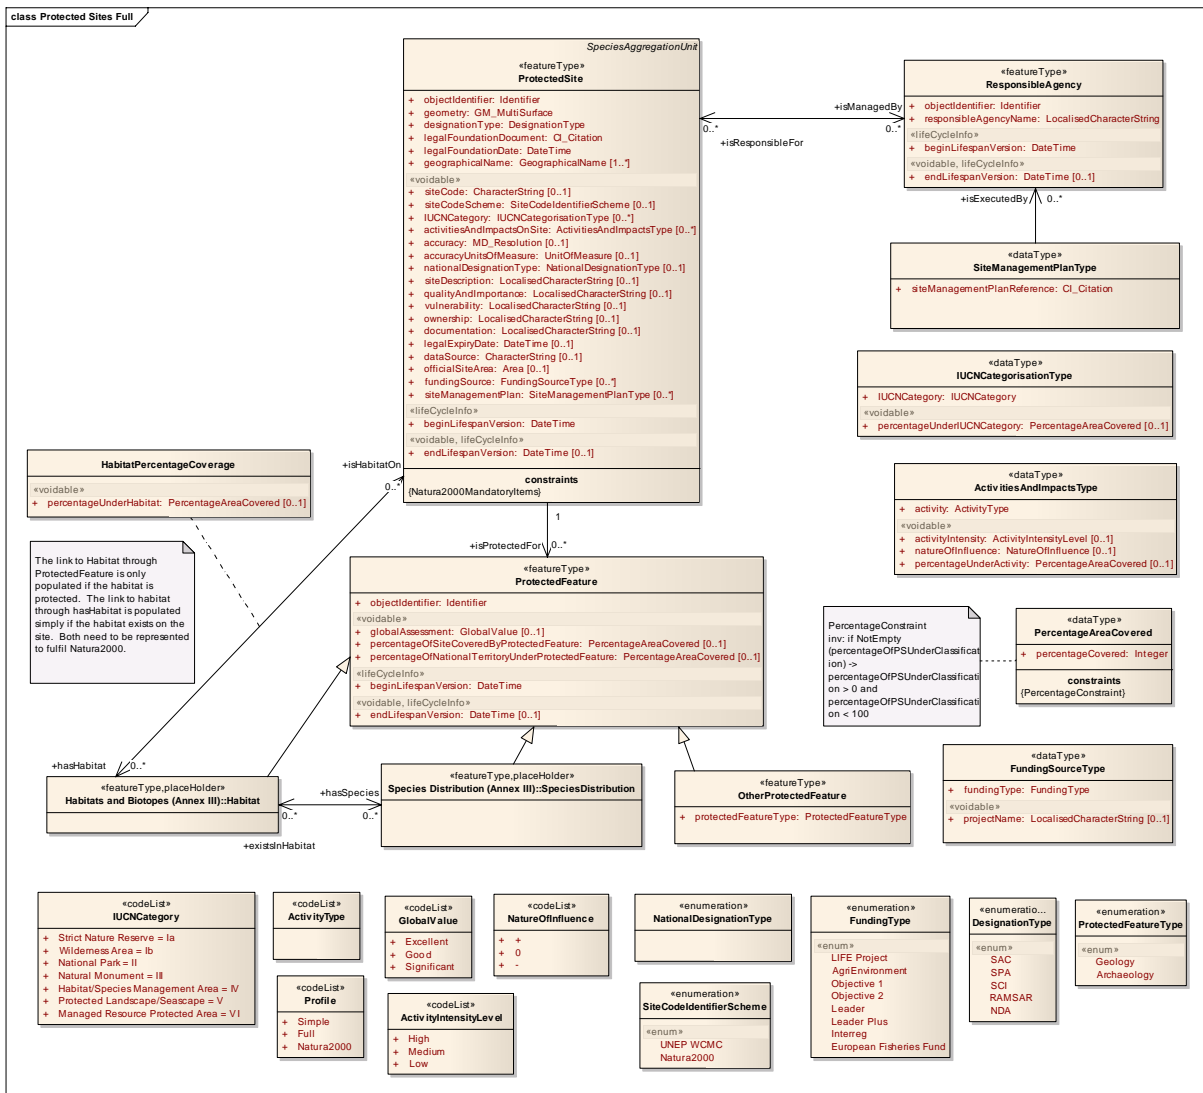 class Protected Sites Full
SpeciesAggregationUnit
«featureType»
ProtectedSite
+ objectIdentifier: Identifier
+ geometry: GM_MultiSurface
+ designationType: DesignationType
+ legalFoundationDocument: CI_Citation
+ legalFoundationDate: DateTime
+ geographicalName: GeographicalName [1..*]
«voidable»
+ siteCode: CharacterString [0..1]
+ siteCodeScheme: SiteCodeIdentifierScheme [0..1]
+ IUCNCategory: IUCNCategorisationType [0..*]
+ activitiesAndImpactsOnSite: ActivitiesAndImpactsType [0..*]
+ accuracy: MD_Resolution [0..1]
+ accuracyUnitsOfMeasure: UnitOfMeasure [0..1]
+ nationalDesignationType: NationalDesignationType [0..1]
+ siteDescription: LocalisedCharacterString [0..1]
+ qualityAndImportance: LocalisedCharacterString [0..1]
+ vulnerability: LocalisedCharacterString [0..1]
+ ownership: LocalisedCharacterString [0..1]
+ documentation: LocalisedCharacterString [0..1]
+ legalExpiryDate: DateTime [0..1]
+ dataSource: CharacterString [0..1]
+ officialSiteArea: Area [0..1]
+ fundingSource: FundingSourceType [0..*]
+ siteManagementPlan: SiteManagementPlanType [0..*]
«lifeCycleInfo»
+ beginLifespanVersion: DateTime
«voidable, lifeCycleInfo»
+ endLifespanVersion: DateTime [0..1]
constraints
{Natura2000MandatoryItems}
+isManagedBy
0..*
0..*
+isResponsibleFor
«featureType»
ResponsibleAgency
+ objectIdentifier: Identifier
+ responsibleAgencyName: LocalisedCharacterString
«lifeCycleInfo»
+ beginLifespanVersion: DateTime
«voidable, lifeCycleInfo»
+ endLifespanVersion: DateTime [0..1]
+isExecutedBy
0..*
«dataType»
SiteManagementPlanType
+ siteManagementPlanReference: CI_Citation
«dataType»
IUCNCategorisationType
+ IUCNCategory: IUCNCategory
«voidable»
+ percentageUnderIUCNCategory: PercentageAreaCovered [0..1]
«dataType»
ActivitiesAndImpactsType
+ activity: ActivityType
«voidable»
+ activityIntensity: ActivityIntensityLevel [0..1]
+ natureOfInfluence: NatureOfInfluence [0..1]
+ percentageUnderActivity: PercentageAreaCovered [0..1]
HabitatPercentageCoverage
«voidable»
+ percentageUnderHabitat: PercentageAreaCovered [0..1]
+isHabitatOn
0..*
The link to Habitat through
ProtectedFeature is only
populated if the habitat is
protected. The link to habitat
through hasHabitat is populated
simply if the habitat exists on the
site. Both need to be represented
to fulfil Natura2000.
1
+isProtectedFor
0..*
«featureType»
ProtectedFeature
+ objectIdentifier: Identifier
«voidable»
+ globalAssessment: GlobalValue [0..1]
+ percentageOfSiteCoveredByProtectedFeature: PercentageAreaCovered [0..1]
+ percentageOfNationalTerritoryUnderProtectedFeature: PercentageAreaCovered [0..1]
«lifeCycleInfo»
+ beginLifespanVersion: DateTime
«voidable, lifeCycleInfo»
+ endLifespanVersion: DateTime [0..1]
PercentageConstraint
inv: if NotEmpty
(percentageOfPSUnderClassificat
ion) ->
percentageOfPSUnderClassificati
on > 0 and
percentageOfPSUnderClassificati
on < 100
«dataType»
PercentageAreaCovered
+ percentageCovered: Integer
constraints
{PercentageConstraint}
+hasHabitat
0..*
«featureType,placeHolder»
Habitats and Biotopes (Annex III)::Habitat
+hasSpecies
0..*
0..*
+existsInHabitat
«featureType,placeHolder»
Species Distribution (Annex III)::SpeciesDistribution
«featureType»
OtherProtectedFeature
+ protectedFeatureType: ProtectedFeatureType
«dataType»
FundingSourceType
+ fundingType: FundingType
«voidable»
+ projectName: LocalisedCharacterString [0..1]
«codeList»
IUCNCategory
+ Strict Nature Reserve = Ia
+ Wilderness Area = Ib
+ National Park = II
+ Natural Monument = III
+ Habitat/Species Management Area = IV
+ Protected Landscape/Seascape = V
+ Managed Resource Protected Area = VI
«codeList»
ActivityType
«codeList»
Profile
+ Simple
+ Full
+ Natura2000
«codeList»
GlobalValue
+ Excellent
+ Good
+ Significant
«codeList»
ActivityIntensityLevel
+ High
+ Medium
+ Low
«codeList»
NatureOfInfluence
+ +
+ 0
+ -
«enumeration»
NationalDesignationType
«enumeration»
SiteCodeIdentifierScheme
«enum»
UNEP WCMC
Natura2000
«enumeration»
FundingType
«enum»
LIFE Project
AgriEnvironment
Objective 1
Objective 2
Leader
Leader Plus
Interreg
European Fisheries Fund
«enumeratio...
DesignationType
«enum»
SAC
SPA
SCI
RAMSAR
NDA
«enumeration»
ProtectedFeatureType
«enum»
Geology
Archaeology